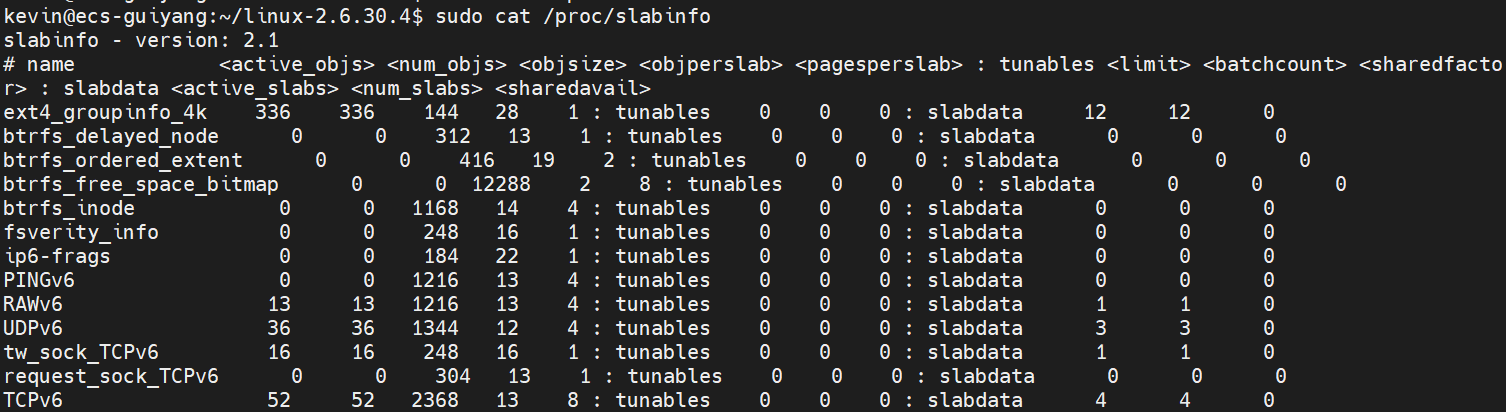 kevin@ecs-guiyang:~/linux-2.6.30.4$ sudo cat /proc/slabinfo
slabinfo - version: 2.1
# name            <active_objs> <num_objs> <objsize> <objperslab> <pagesperslab> : tunables <limit> <batchcount> <sharedfacto
r> : slabdata <active_slabs> <num_slabs> <sharedavail>
ext4_groupinfo_4k    336    336    144   28    1 : tunables    0    0    0 : slabdata     12     12      0
btrfs_delayed_node      0      0    312   13    1 : tunables    0    0    0 : slabdata      0      0      0
btrfs_ordered_extent      0      0    416   19    2 : tunables    0    0    0 : slabdata      0      0      0
btrfs_free_space_bitmap      0      0  12288    2    8 : tunables    0    0    0 : slabdata      0      0      0
btrfs_inode            0      0   1168   14    4 : tunables    0    0    0 : slabdata      0      0      0
fsverity_info          0      0    248   16    1 : tunables    0    0    0 : slabdata      0      0      0
ip6-frags              0      0    184   22    1 : tunables    0    0    0 : slabdata      0      0      0
PINGv6                 0      0   1216   13    4 : tunables    0    0    0 : slabdata      0      0      0
RAWv6                 13     13   1216   13    4 : tunables    0    0    0 : slabdata      1      1      0
UDPv6                 36     36   1344   12    4 : tunables    0    0    0 : slabdata      3      3      0
tw_sock_TCPv6         16     16    248   16    1 : tunables    0    0    0 : slabdata      1      1      0
request_sock_TCPv6      0      0    304   13    1 : tunables    0    0    0 : slabdata      0      0      0
TCPv6                 52     52   2368   13    8 : tunables    0    0    0 : slabdata      4      4      0